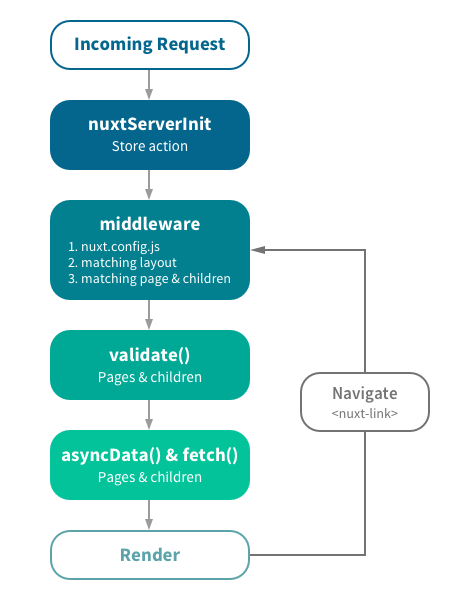 Incoming Request
nuxtServerInit
Store action
middleware
1. nuxt.config.js
2. matching layout
3. matching page & children
validate()
Pages & children
Navigate
<nuxt-link>
asyncData() & fetch()
Pages & children
Render